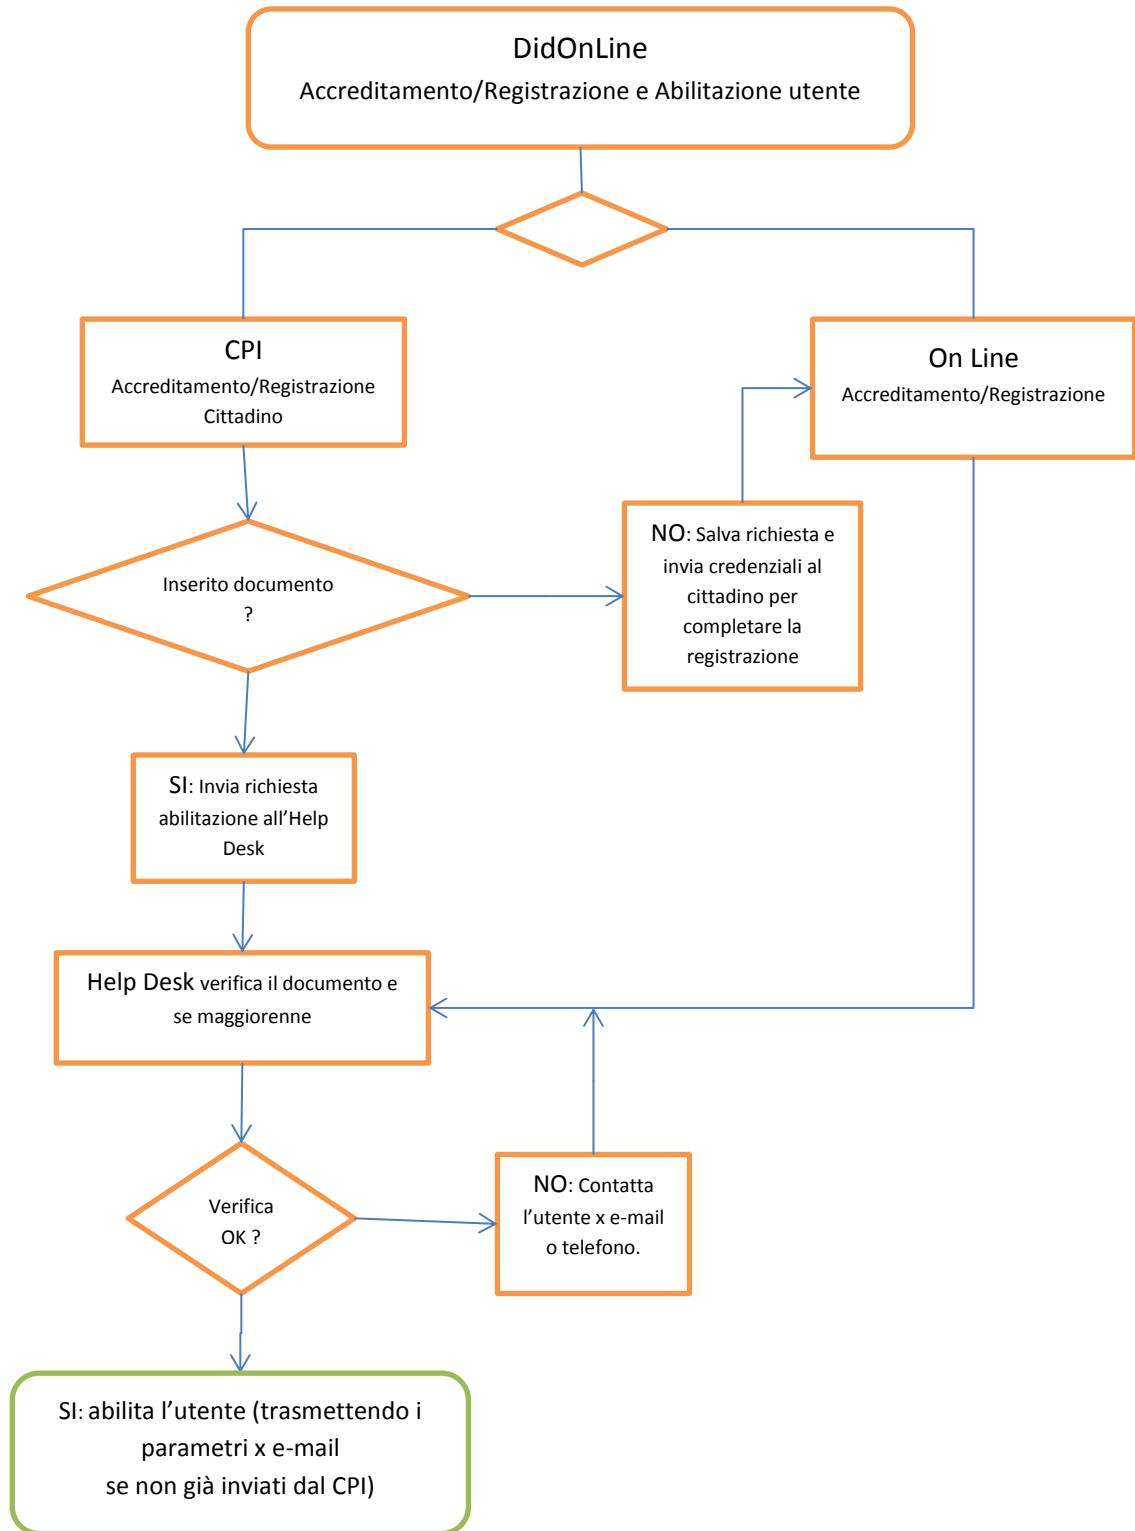 DidOnLine
Accreditamento/Registrazione e Abilitazione utente
CPI
Accreditamento/Registrazione
Cittadino
On Line
Accreditamento/Registrazione
Inserito documento
?
NO: Salva richiesta e
invia credenziali al
cittadino per
completare la
registrazione
SI: Invia richiesta
abilitazione all’Help
Desk
Help Desk verifica il documento e
se maggiorenne
Verifica
OK ?
NO: Contatta
l’utente x e-mail
o telefono.
SI: abilita l’utente (trasmettendo i
parametri x e-mail
se non già inviati dal CPI)